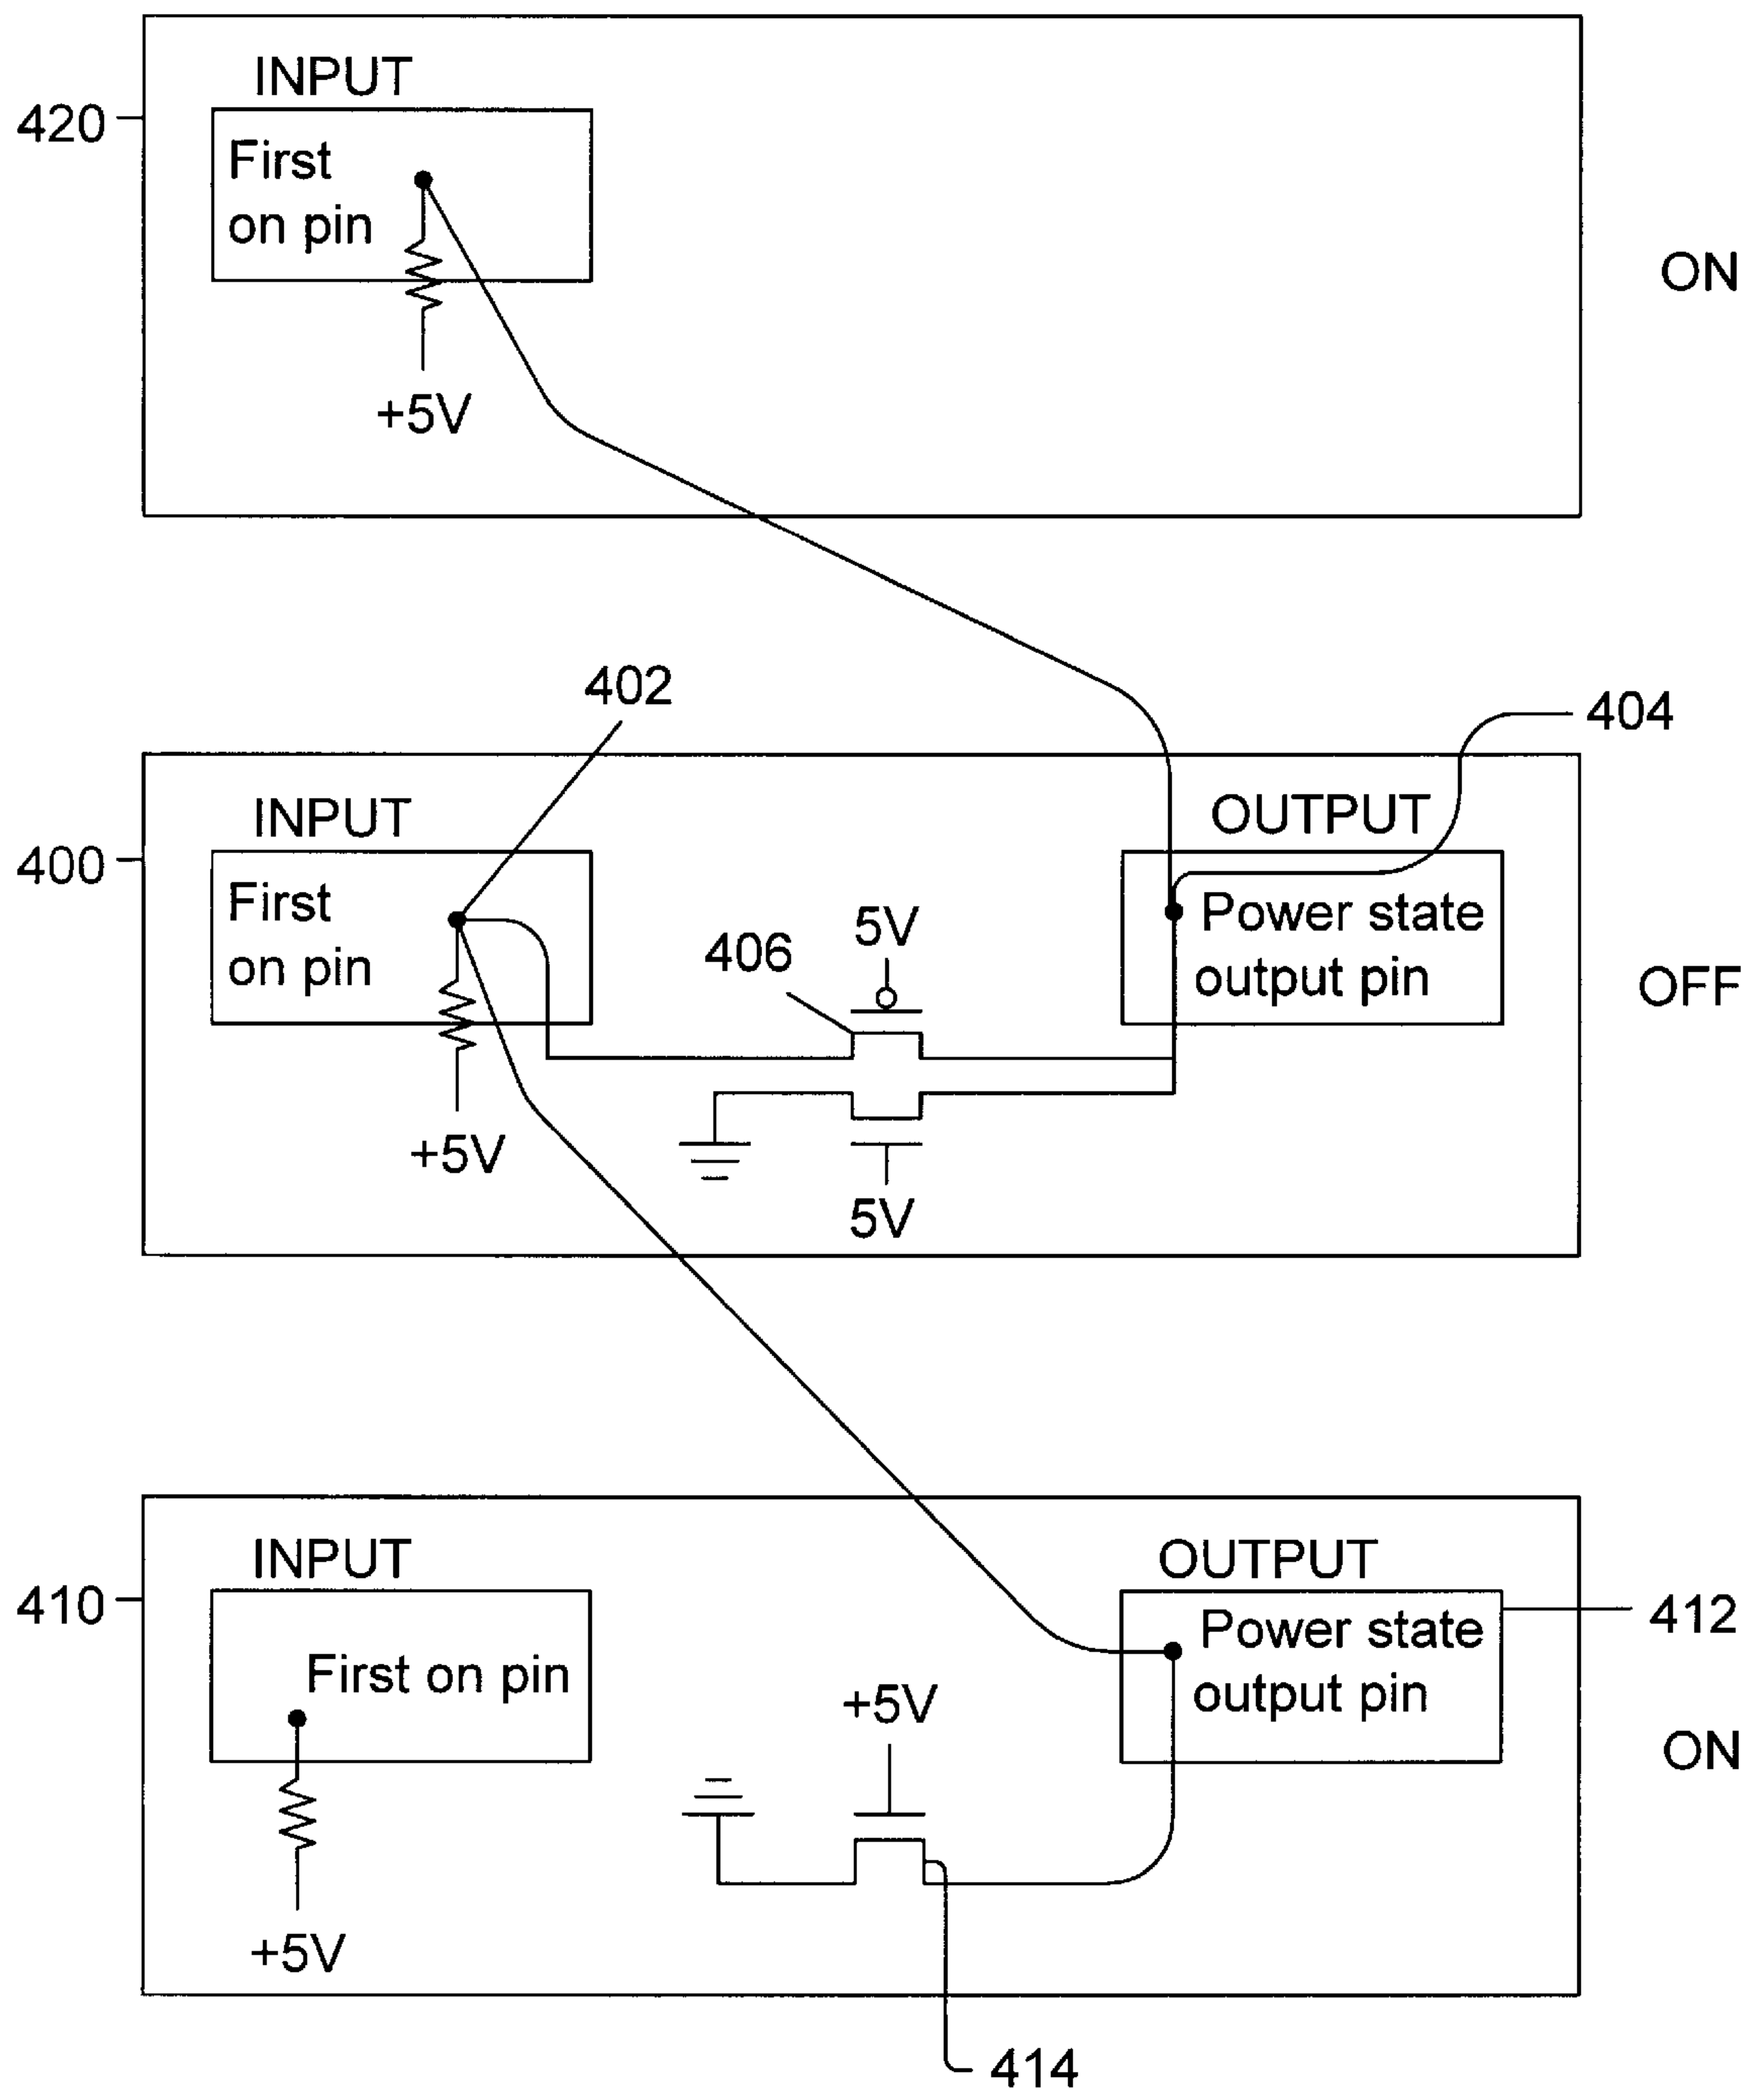 INPUT
420
First
on pin
ON
+5V
402
404
INPUT
OUTPUT
400
First
on pin
406
5V
Power state
output pin
OFF
+5V
5V
INPUT
OUTPUT
410
412
First on pin
Power state
output pin
+5V
ON
+5V
414